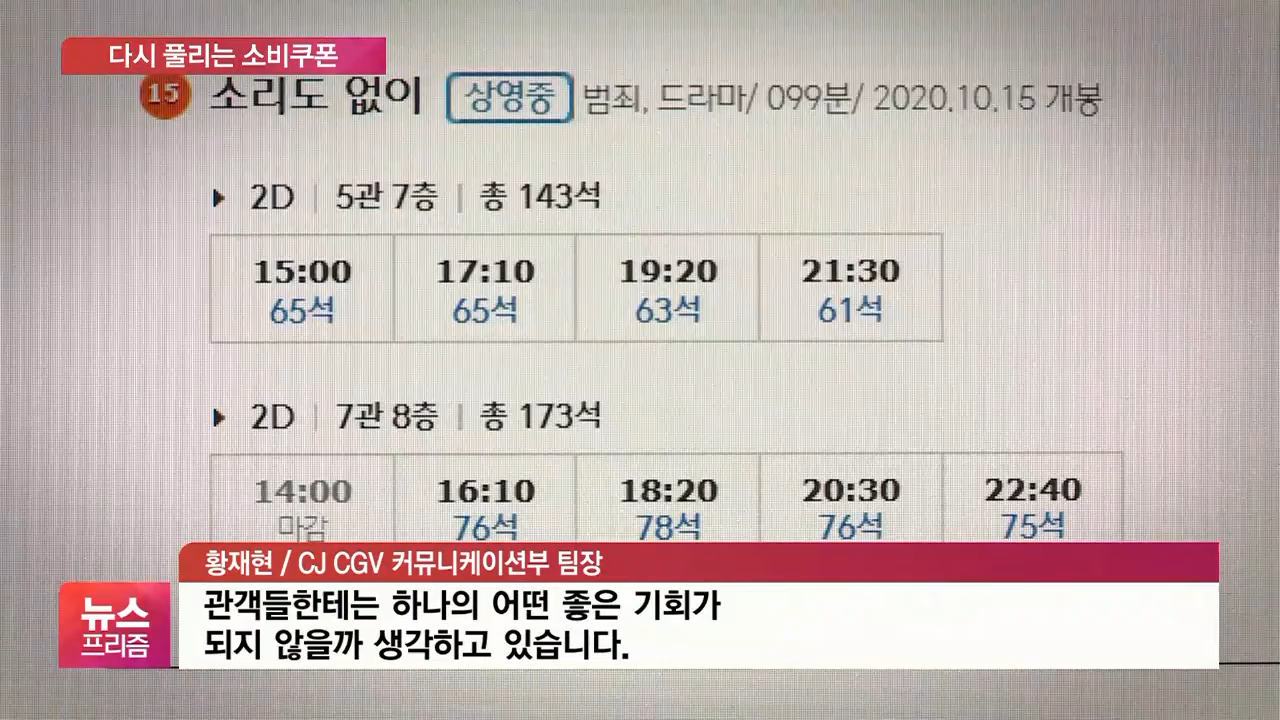 다시 풀리는 소비쿠폰
15 소리도 없이 상영중 범죄, 드라마/ 099분/ 2020.10.15 개봉
2D | 5관 7층 | 총 143석
15:00 17:10 19:20 21:30
65석 65석 63석 61석
2D | 7관 8층 | 총 173석
14:00 16:10 18:20 20:30 22:40
마감 76석 78석 76석 75석
황재현 / CJ CGV 커뮤니케이션부 팀장
뉴스
프리즘
관객들한테는 하나의 어떤 좋은 기회가
되지 않을까 생각하고 있습니다.